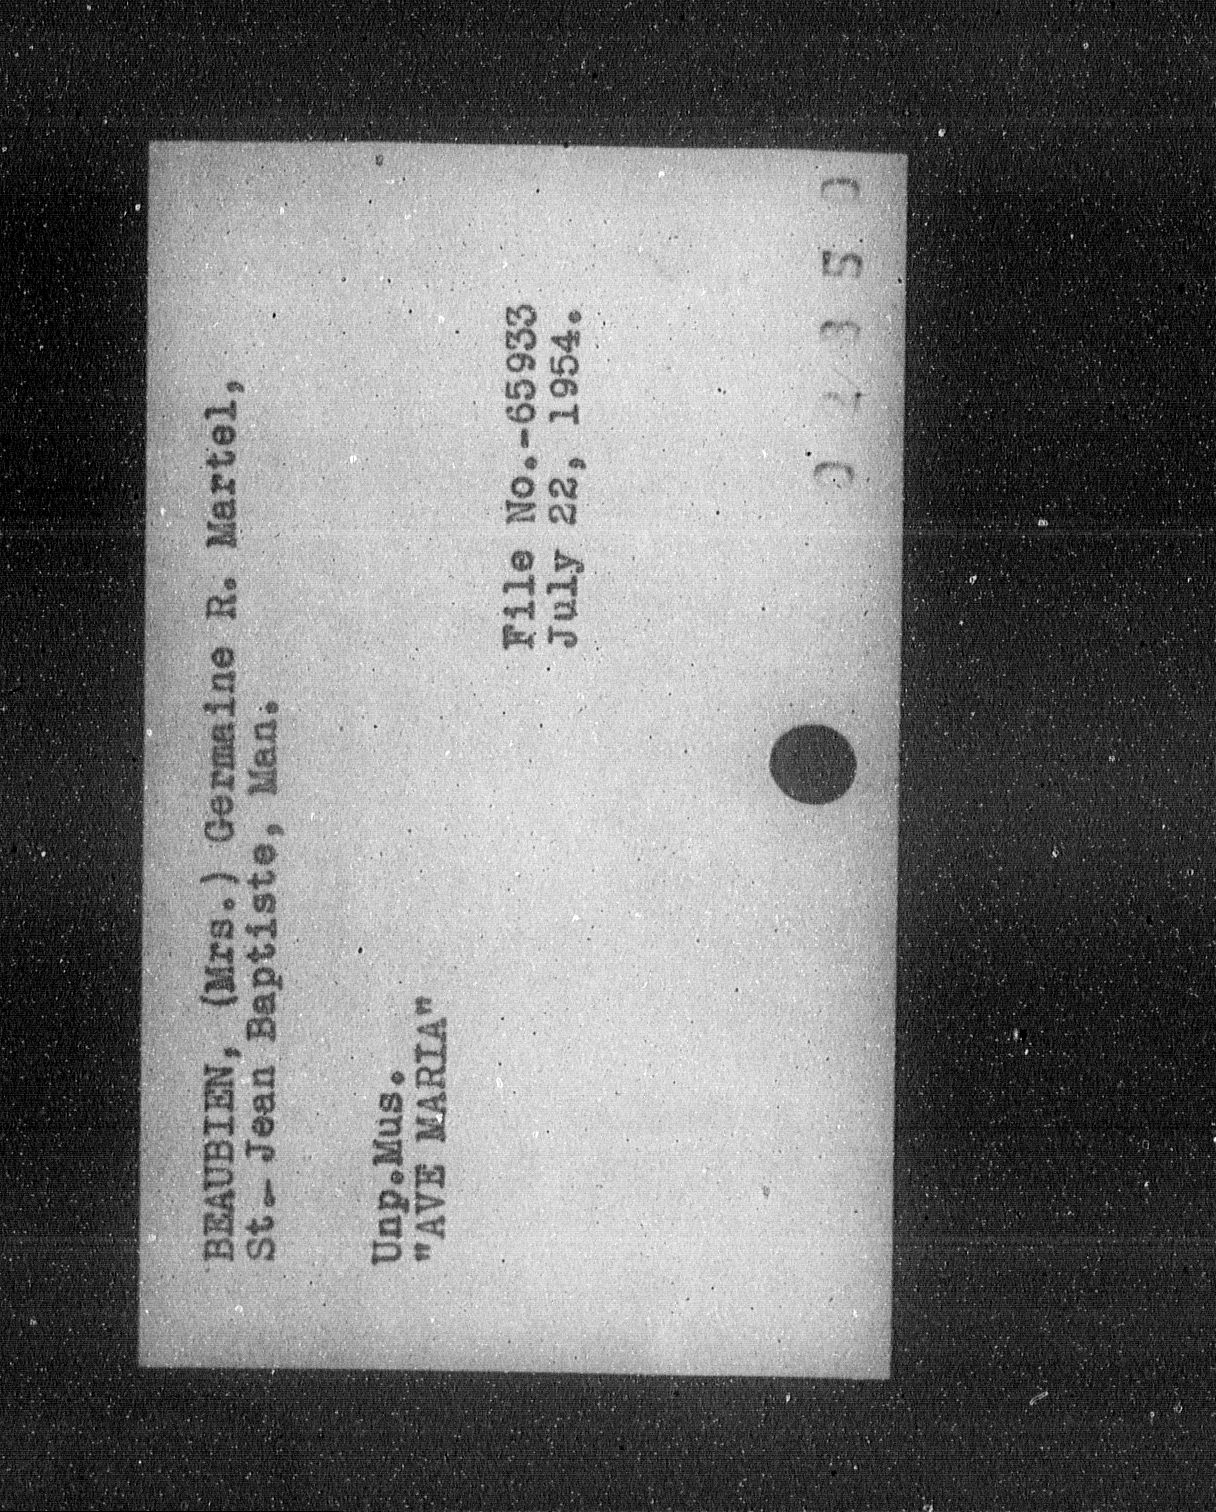 BEAUBIEN, (Mrs.) Germaine R. Martel,
St.- Jean Baptiste, Man.
Unp.Mus.
"AVE MARIA"
File No.-65933
July 22, 1954.